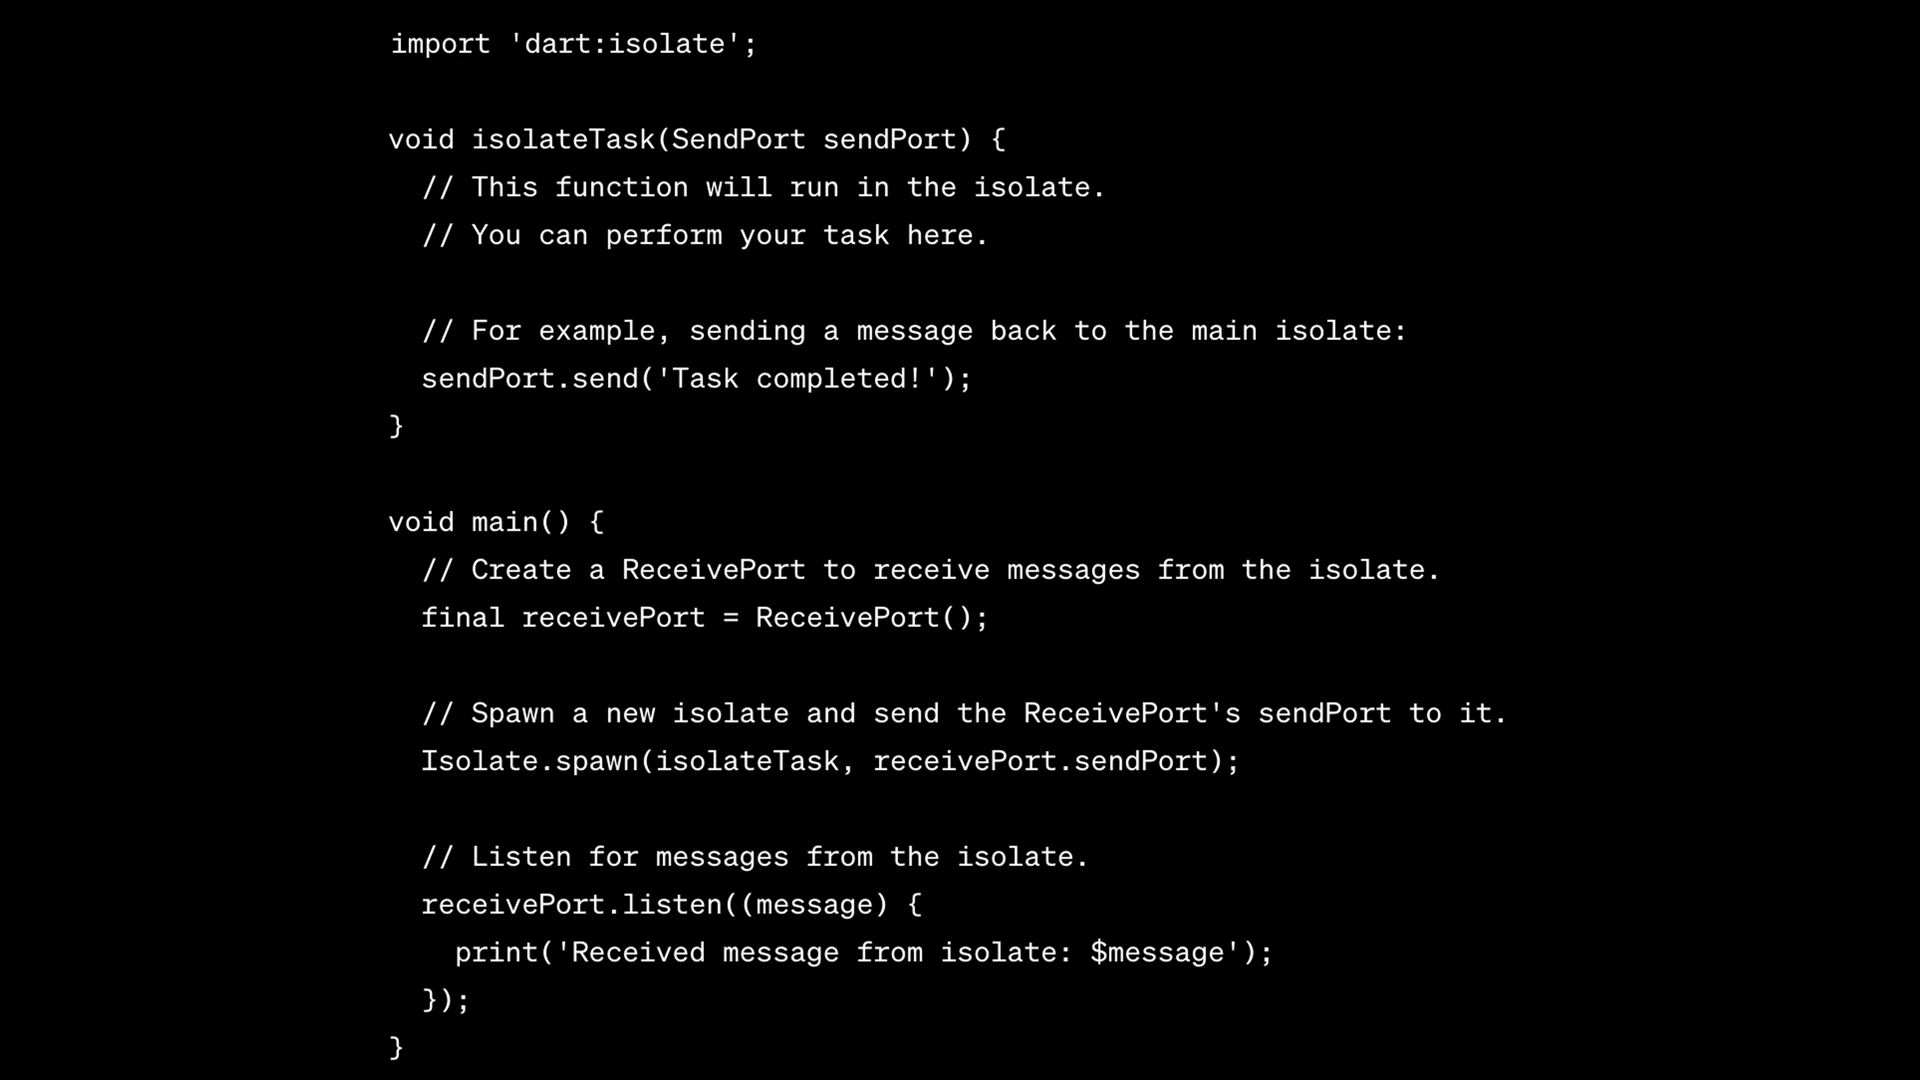 import 'dart:isolate';

void isolateTask(SendPort sendPort) {
  // This function will run in the isolate.
  // You can perform your task here.

  // For example, sending a message back to the main isolate:
  sendPort.send('Task completed!');
}

void main() {
  // Create a ReceivePort to receive messages from the isolate.
  final receivePort = ReceivePort();

  // Spawn a new isolate and send the ReceivePort's sendPort to it.
  Isolate.spawn(isolateTask, receivePort.sendPort);

  // Listen for messages from the isolate.
  receivePort.listen((message) {
    print('Received message from isolate: $message');
  });
}